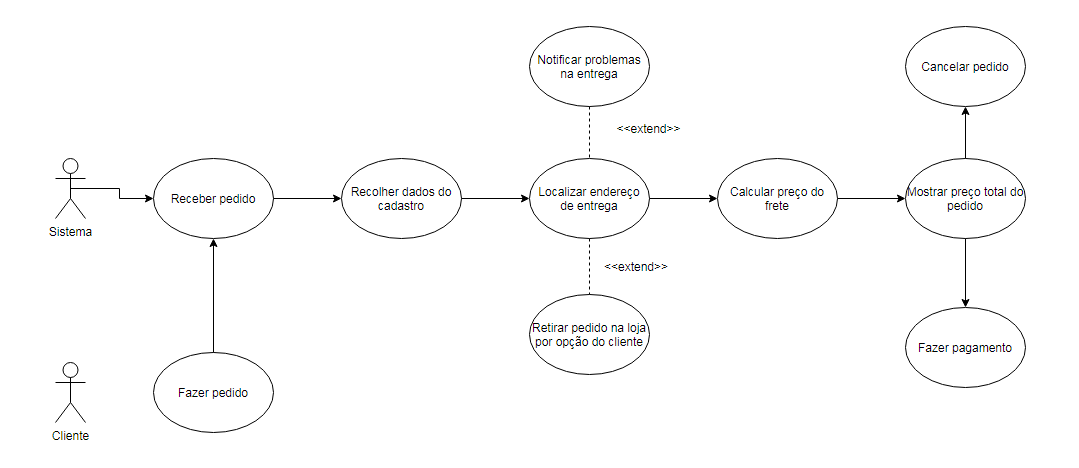 Notificar problemas
na entrega
Cancelar pedido
<<extend>>
Sistema
Receber pedido
Recolher dados do
cadastro
Localizar endereço
de entrega
Calcular preço do
frete
Mostrar preço total do
pedido
<<extend>>
Retirar pedido na loja
por opção do cliente
Fazer pagamento
Cliente
Fazer pedido